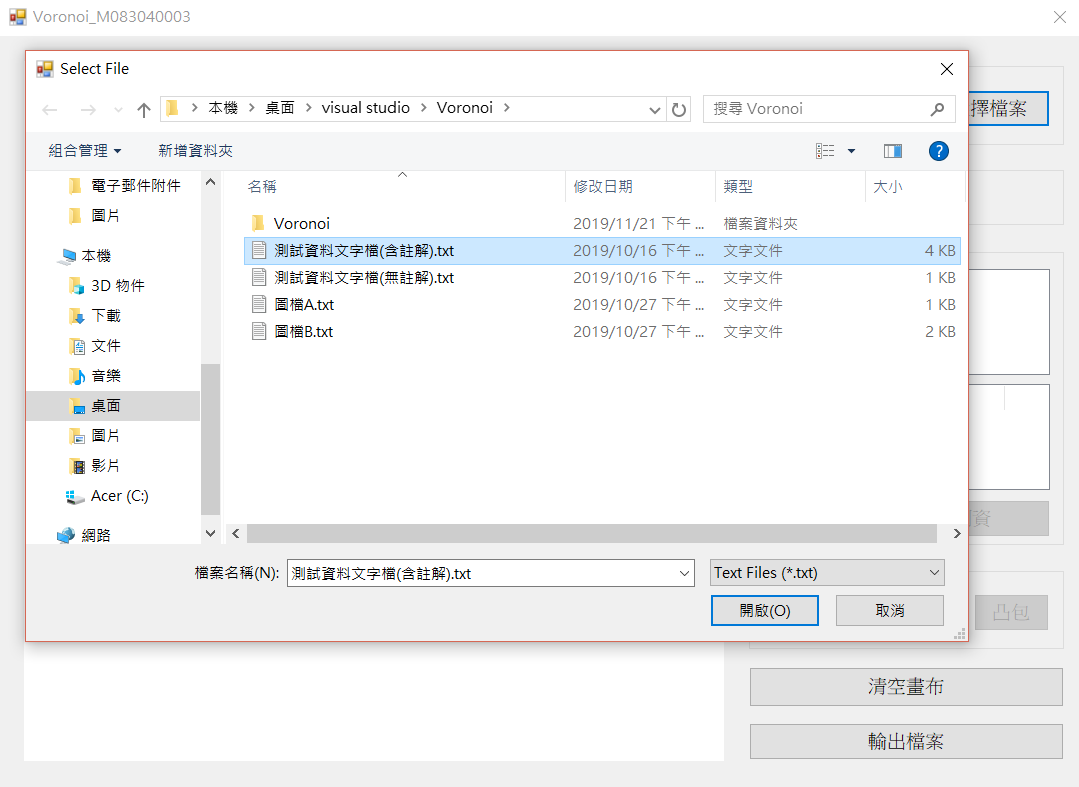 Voronoi_M083040003
Select File
本機 桌面 visual studio Voronoi
搜尋 Voronoi
擇檔案
組合管理
新增資料夾
電子郵件附件
圖片
本機
3D 物件
下載
文件
音樂
桌面
圖片
影片
Acer (C:)
網路
名稱 修改日期 類型 大小
Voronoi 2019/11/21 下午 ... 檔案資料夾
測試資料文字檔(含註解).txt 2019/10/16 下午 ... 文字文件 4 KB
測試資料文字檔(無註解).txt 2019/10/16 下午 ... 文字文件 1 KB
圖檔A.txt 2019/10/27 下午 ... 文字文件 1 KB
圖檔B.txt 2019/10/27 下午 ... 文字文件 2 KB
資
檔案名稱(N): 測試資料文字檔(含註解).txt Text Files (*.txt)
開啟(O) 取消
凸包
清空畫布
輸出檔案